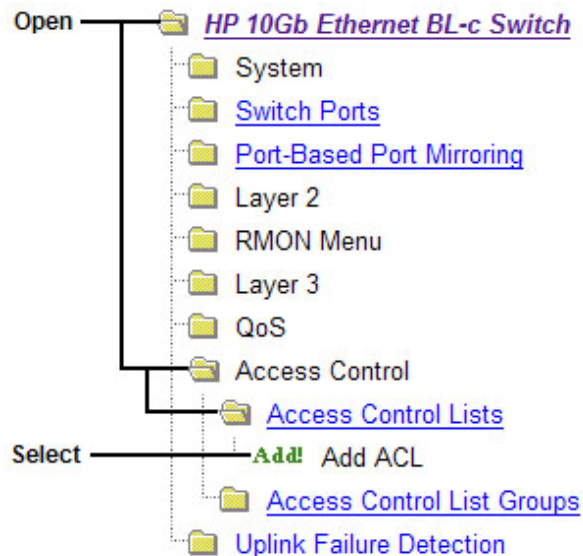 Open HP 10Gb Ethernet BL-c Switch
System
Switch Ports
Port-Based Port Mirroring
Layer 2
RMON Menu
Layer 3
QoS
Access Control
Access Control Lists
Select Add! Add ACL
Access Control List Groups
Uplink Failure Detection